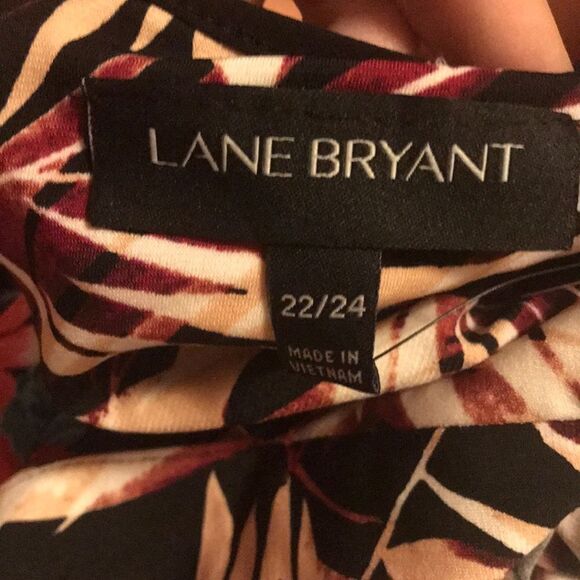 LANE BRYANT
22/24
MADE IN
VIETNAM